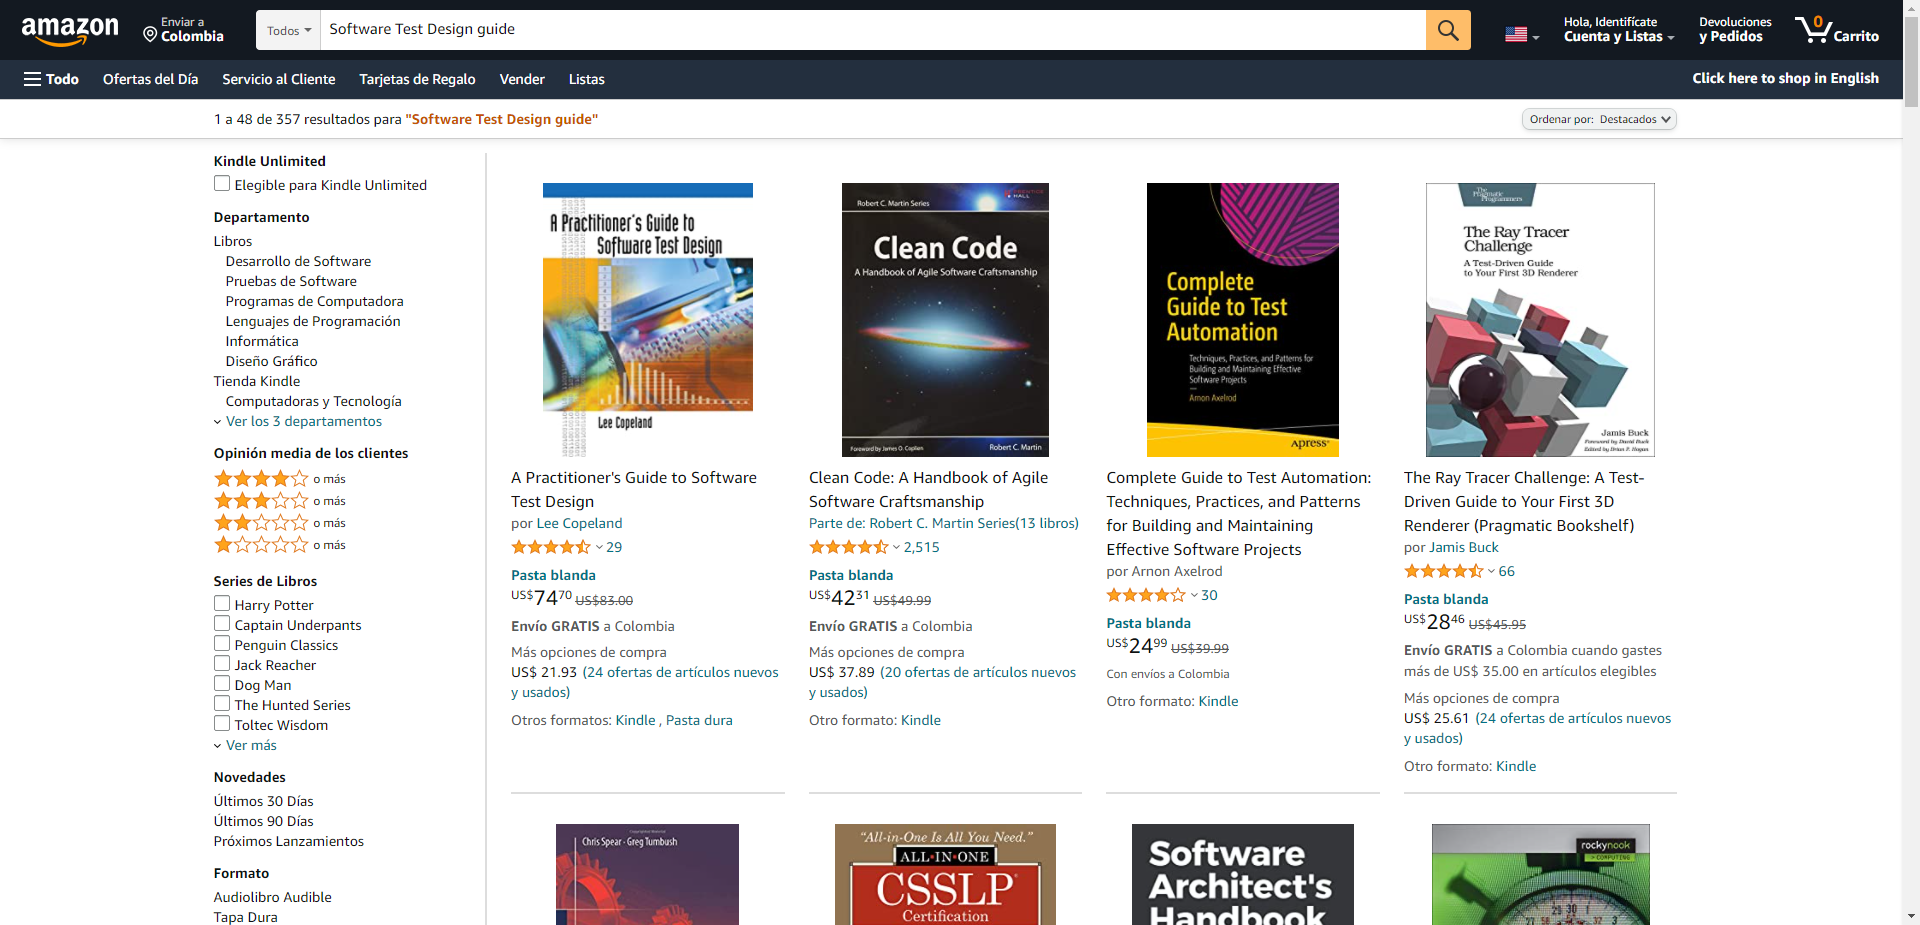 amazon
Enviar a
Colombia
Todos
Software Test Design guide
Hola, Identifícate
Cuenta y Listas
Devoluciones
y Pedidos
0
Carrito
Todo
Ofertas del Día
Servicio al Cliente
Tarjetas de Regalo
Vender
Listas
Click here to shop in English
1 a 48 de 357 resultados para "Software Test Design guide"
Ordenar por: Destacados
Kindle Unlimited
Elegible para Kindle Unlimited
Departamento
Libros
Desarrollo de Software
Pruebas de Software
Programas de Computadora
Lenguajes de Programación
Informática
Diseño Gráfico
Tienda Kindle
Computadoras y Tecnología
Ver los 3 departamentos
Opinión media de los clientes
o más
o más
o más
o más
Series de Libros
Harry Potter
Captain Underpants
Penguin Classics
Jack Reacher
Dog Man
The Hunted Series
Toltec Wisdom
Ver más
Novedades
Últimos 30 Días
Últimos 90 Días
Próximos Lanzamientos
Formato
Audiolibro Audible
Tapa Dura
A Practitioner's Guide to
Software Test Design
Lee Copeland
A Practitioner's Guide to Software
Test Design
por Lee Copeland
29
Pasta blanda
US$74.70 US$83.00
Envío GRATIS a Colombia
Más opciones de compra
US$ 21.93 (24 ofertas de artículos nuevos
y usados)
Otros formatos: Kindle , Pasta dura
Robert C. Martin Series
Clean Code
A Handbook of Agile Software Craftsmanship
Foreword by James O. Coplien
Robert C. Martin
Clean Code: A Handbook of Agile
Software Craftsmanship
Parte de: Robert C. Martin Series(13 libros)
2,515
Pasta blanda
US$42.31 US$49.99
Envío GRATIS a Colombia
Más opciones de compra
US$ 37.89 (20 ofertas de artículos nuevos
y usados)
Otro formato: Kindle
Complete
Guide to Test
Automation
Techniques, Practices, and Patterns for
Building and Maintaining Effective
Software Projects
Arnon Axelrod
Apress
Complete Guide to Test Automation:
Techniques, Practices, and Patterns
for Building and Maintaining
Effective Software Projects
por Arnon Axelrod
30
Pasta blanda
US$24.99 US$39.99
Con envíos a Colombia
Otro formato: Kindle
The
Pragmatic
Programmers
The Ray Tracer
Challenge
A Test-Driven Guide
to Your First 3D Renderer
Jamis Buck
Foreword by David Buck
Edited by Brian P. Hogan
The Ray Tracer Challenge: A Test-
Driven Guide to Your First 3D
Renderer (Pragmatic Bookshelf)
por Jamis Buck
66
Pasta blanda
US$28.46 US$45.95
Envío GRATIS a Colombia cuando gastes
más de US$ 35.00 en artículos elegibles
Más opciones de compra
US$ 25.61 (24 ofertas de artículos nuevos
y usados)
Otro formato: Kindle
Chris Spear · Greg Tumbush
"All-in-One Is All You Need."
ALL·IN·ONE
CSSLP
Certification
Software
Architect's
Handbook
rockynook
COMPUTING